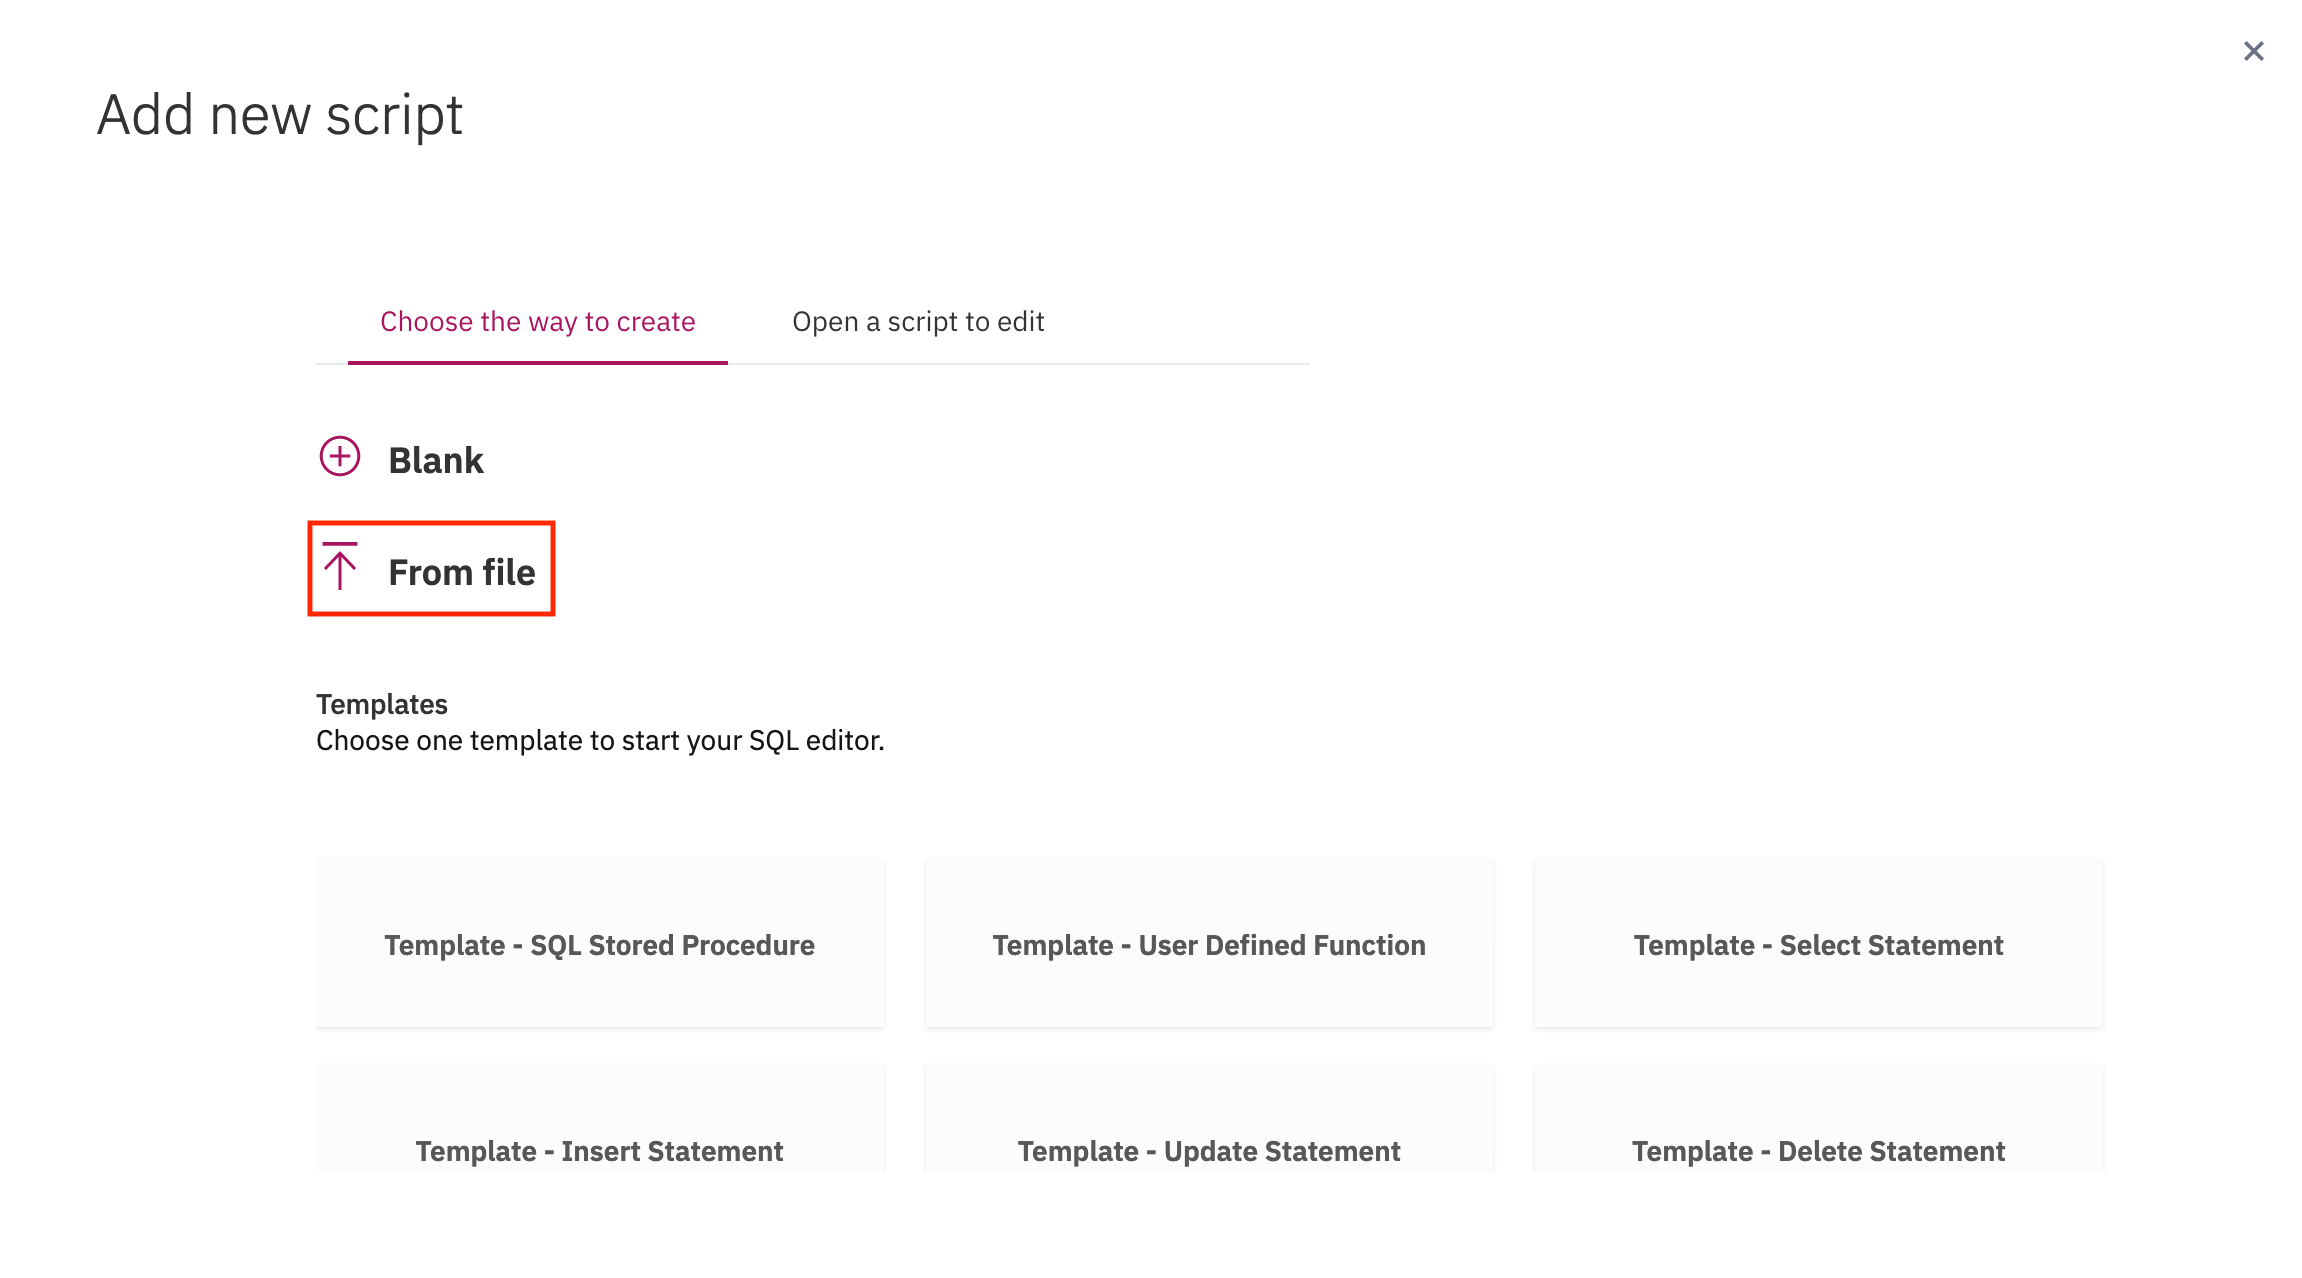 Add new script
Choose the way to create
Open a script to edit
Blank
From file
Templates
Choose one template to start your SQL editor.
Template - SQL Stored Procedure
Template - User Defined Function
Template - Select Statement
Template - Insert Statement
Template - Update Statement
Template - Delete Statement